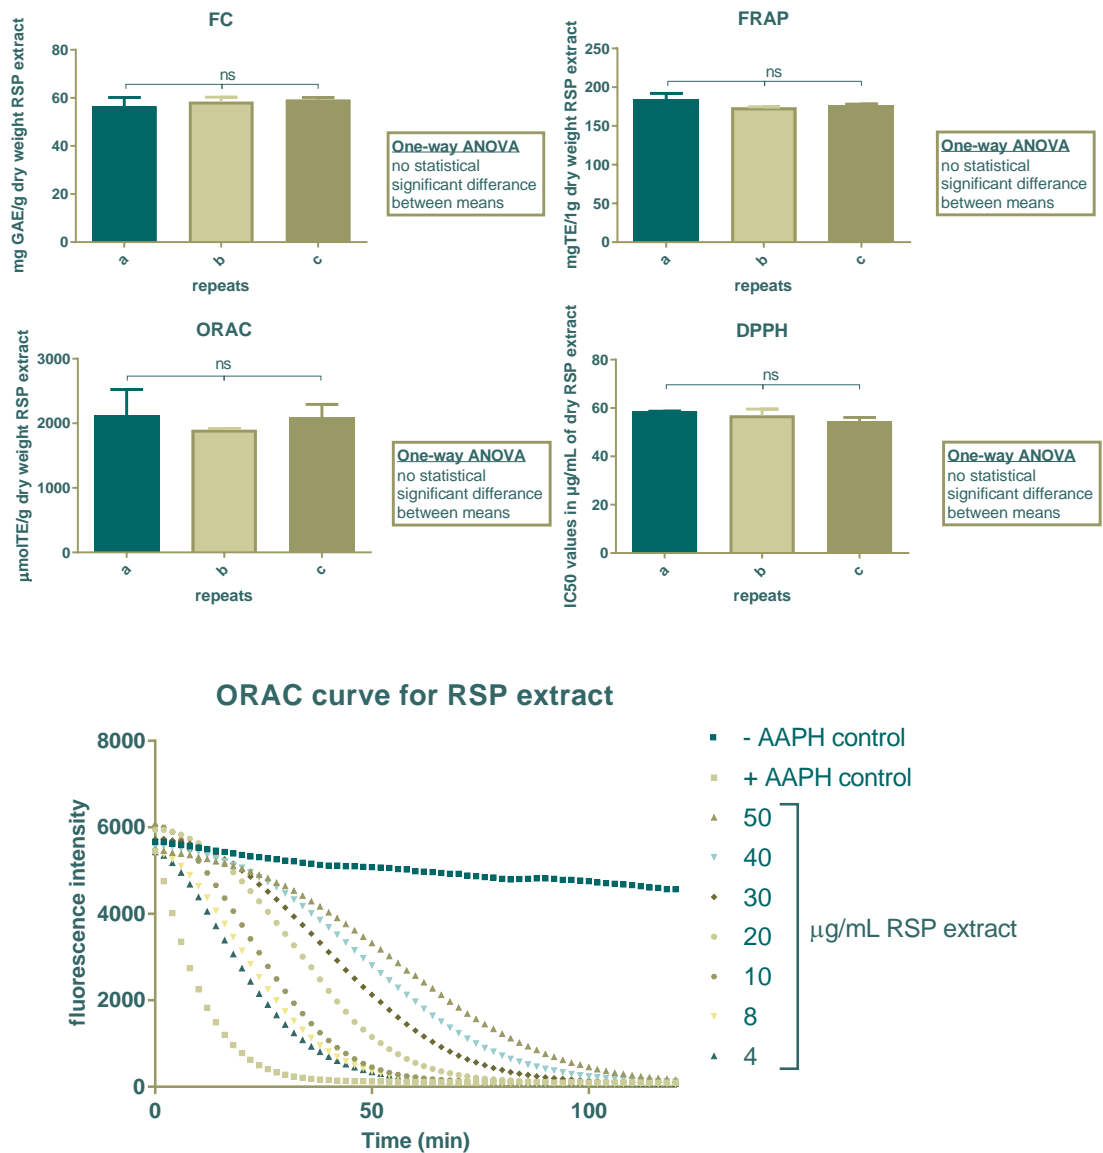 FC
mg GAE/g dry weight RSP extract
80
60
40
20
0
ns
a
b
c
repeats
One-way ANOVA
no statistical
significant differance
between means
FRAP
mgTE/1g dry weight RSP extract
250
200
150
100
50
0
ns
a
b
c
repeats
One-way ANOVA
no statistical
significant differance
between means
ORAC
µmolTE/g dry weight RSP extract
3000
2000
1000
0
ns
a
b
c
repeats
One-way ANOVA
no statistical
significant differance
between means
DPPH
IC50 values in µg/mL of dry RSP extract
80
60
40
20
0
ns
a
b
c
repeats
One-way ANOVA
no statistical
significant differance
between means
ORAC curve for RSP extract
fluorescence intensity
8000
6000
4000
2000
0
0
50
100
Time (min)
- AAPH control
+ AAPH control
50
40
30
20
10
8
4
µg/mL RSP extract